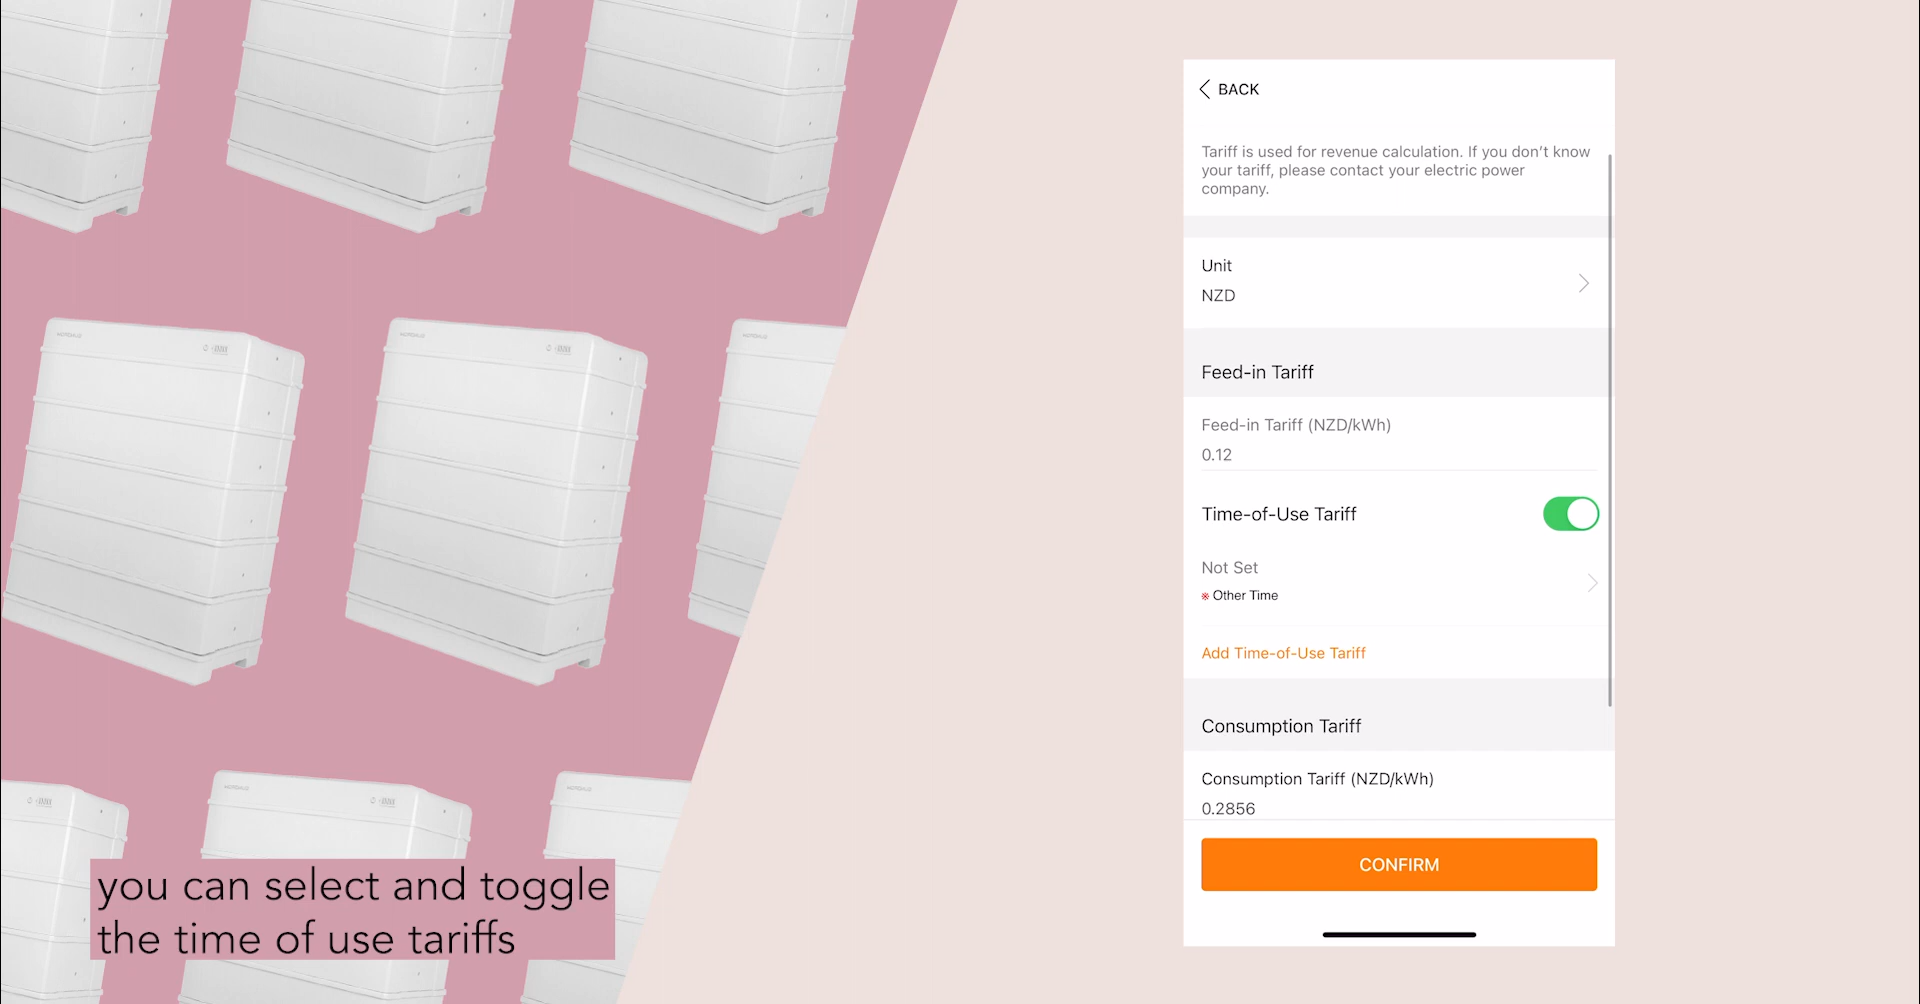 BACK
Tariff is used for revenue calculation. If you don't know
your tariff, please contact your electric power
company.
Unit
NZD
Feed-in Tariff
Feed-in Tariff (NZD/kWh)
0.12
Time-of-Use Tariff
Not Set
※ Other Time
Add Time-of-Use Tariff
Consumption Tariff
Consumption Tariff (NZD/kWh)
0.2856
CONFIRM
you can select and toggle
the time of use tariffs